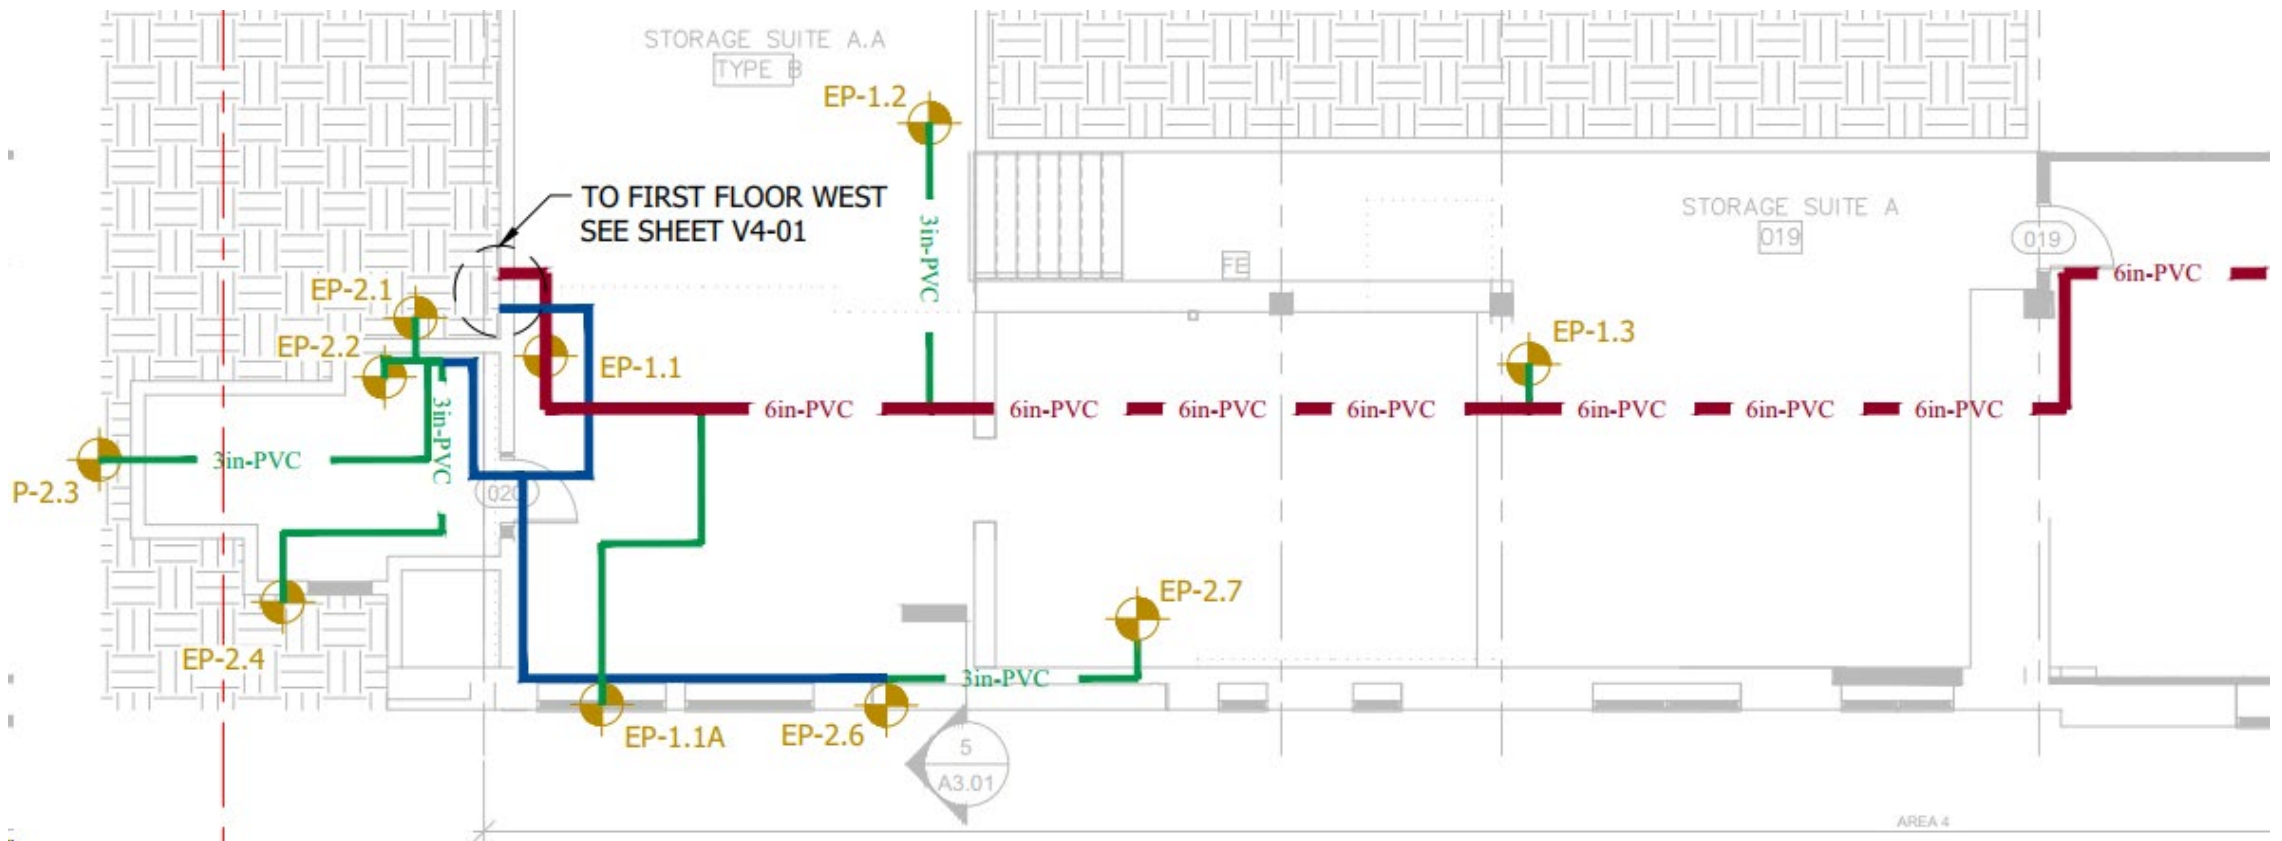 STORAGE SUITE A.A
TYPE B
EP-1.2
TO FIRST FLOOR WEST
SEE SHEET V4-01
3in-PVC
STORAGE SUITE A
019
019
FE
6in-PVC
EP-2.1
EP-2.2
EP-1.1
EP-1.3
6in-PVC
6in-PVC
6in-PVC
6in-PVC
6in-PVC
6in-PVC
6in-PVC
3in-PVC
3in-PVC
P-2.3
020
EP-2.7
EP-2.4
3in-PVC
EP-1.1A
EP-2.6
5
A3.01
AREA 4